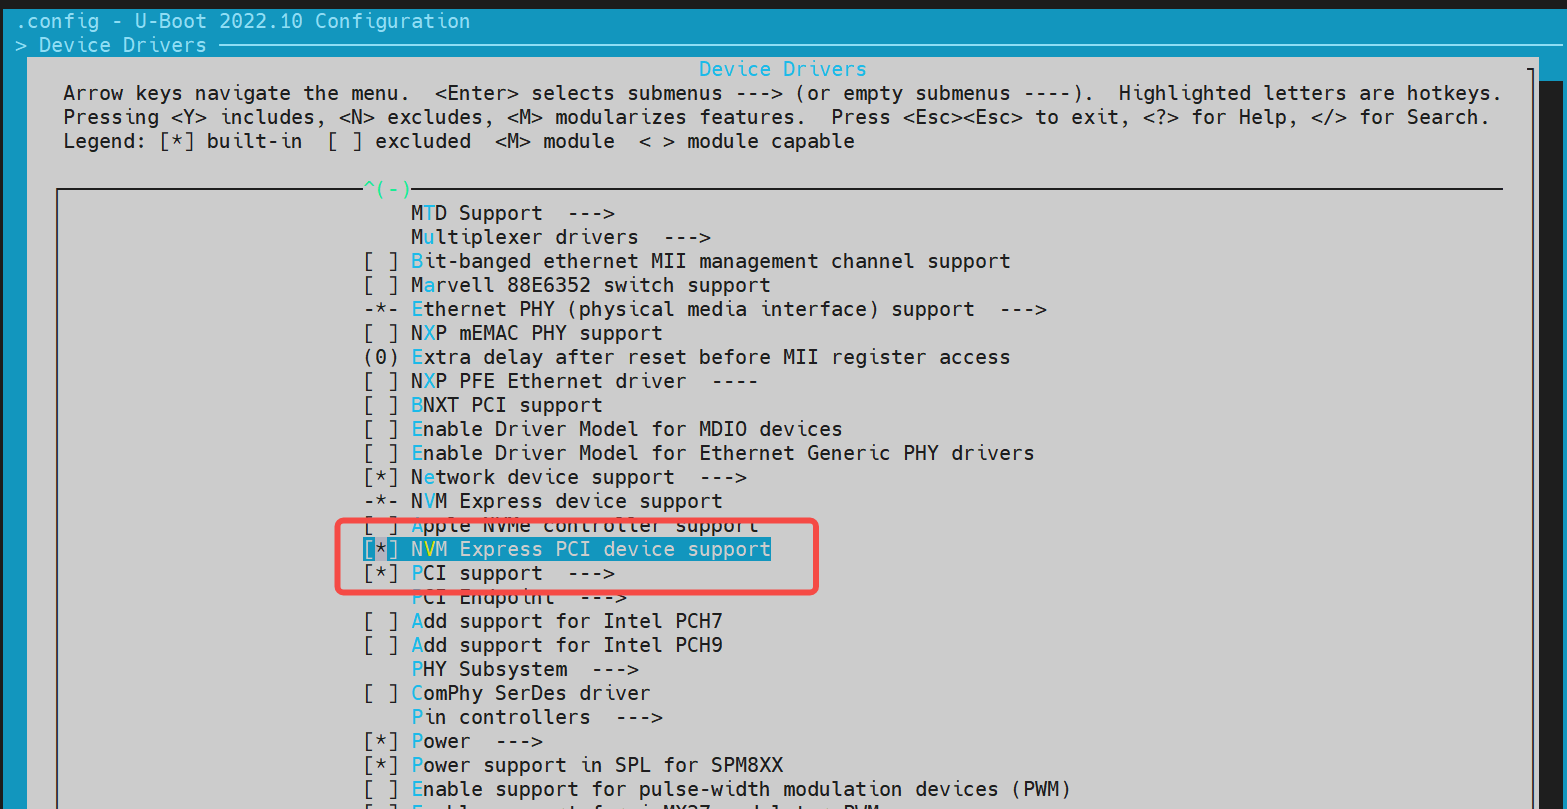 .config - U-Boot 2022.10 Configuration
> Device Drivers
Device Drivers
Arrow keys navigate the menu.  <Enter> selects submenus ---> (or empty submenus ----).  Highlighted letters are hotkeys.
Pressing <Y> includes, <N> excludes, <M> modularizes features.  Press <Esc><Esc> to exit, <?> for Help, </> for Search.
Legend: [*] built-in  [ ] excluded  <M> module  < > module capable
^(-)
MTD Support  --->
Multiplexer drivers  --->
[ ] Bit-banged ethernet MII management channel support
[ ] Marvell 88E6352 switch support
-*- Ethernet PHY (physical media interface) support  --->
[ ] NXP mEMAC PHY support
(0) Extra delay after reset before MII register access
[ ] NXP PFE Ethernet driver  ----
[ ] BNXT PCI support
[ ] Enable Driver Model for MDIO devices
[ ] Enable Driver Model for Ethernet Generic PHY drivers
[*] Network device support  --->
-*- NVM Express device support
[ ] Apple NVMe controller support
[*] NVM Express PCI device support
[*] PCI support  --->
PCI Endpoint  --->
[ ] Add support for Intel PCH7
[ ] Add support for Intel PCH9
PHY Subsystem  --->
[ ] ComPhy SerDes driver
Pin controllers  --->
[*] Power  --->
[*] Power support in SPL for SPM8XX
[ ] Enable support for pulse-width modulation devices (PWM)